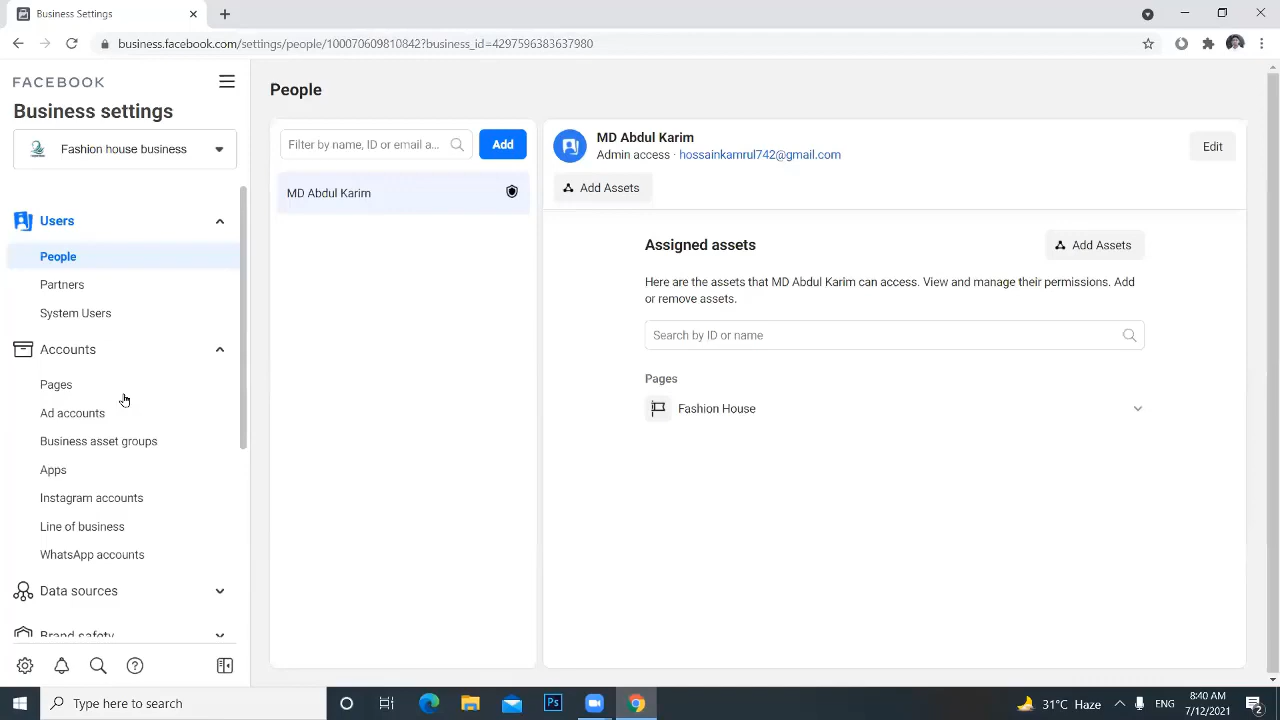 Business Settings
business.facebook.com/settings/people/100070609810842?business_id=4297596383637980
FACEBOOK
Business settings
Fashion house business
Users
People
Partners
System Users
Accounts
Pages
Ad accounts
Business asset groups
Apps
Instagram accounts
Line of business
WhatsApp accounts
Data sources
Brand safety
People
Filter by name, ID or email a...
Add
MD Abdul Karim
MD Abdul Karim
Admin access · hossainkamrul742@gmail.com
Edit
Add Assets
Assigned assets
Add Assets
Here are the assets that MD Abdul Karim can access. View and manage their permissions. Add
or remove assets.
Search by ID or name
Pages
Fashion House
Type here to search
Ps
31°C Haze
ENG
8:40 AM
7/12/2021
2